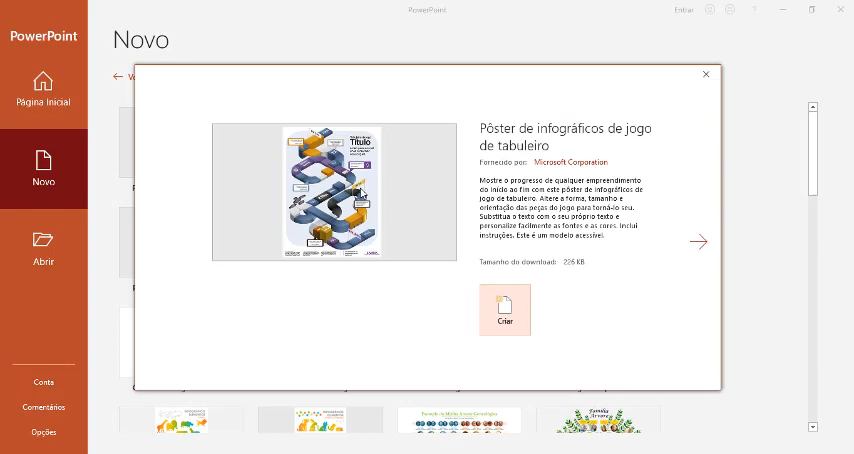 PowerPoint
Entrar
?
PowerPoint
Novo
Página Inicial
Novo
Abrir
Conta
Comentários
Opções
Pôster de infográficos de jogo
de tabuleiro
Fornecido por: Microsoft Corporation
Mostre o progresso de qualquer empreendimento
do início ao fim com este pôster de infográficos de
jogo de tabuleiro. Altere a forma, tamanho e
orientação das peças do jogo para torná-lo seu.
Substitua o texto com o seu próprio texto e
personalize facilmente as fontes e as cores. Inclui
instruções. Este é um modelo acessível.
Tamanho do download: 226 KB
Criar
Título
Família
Árvore